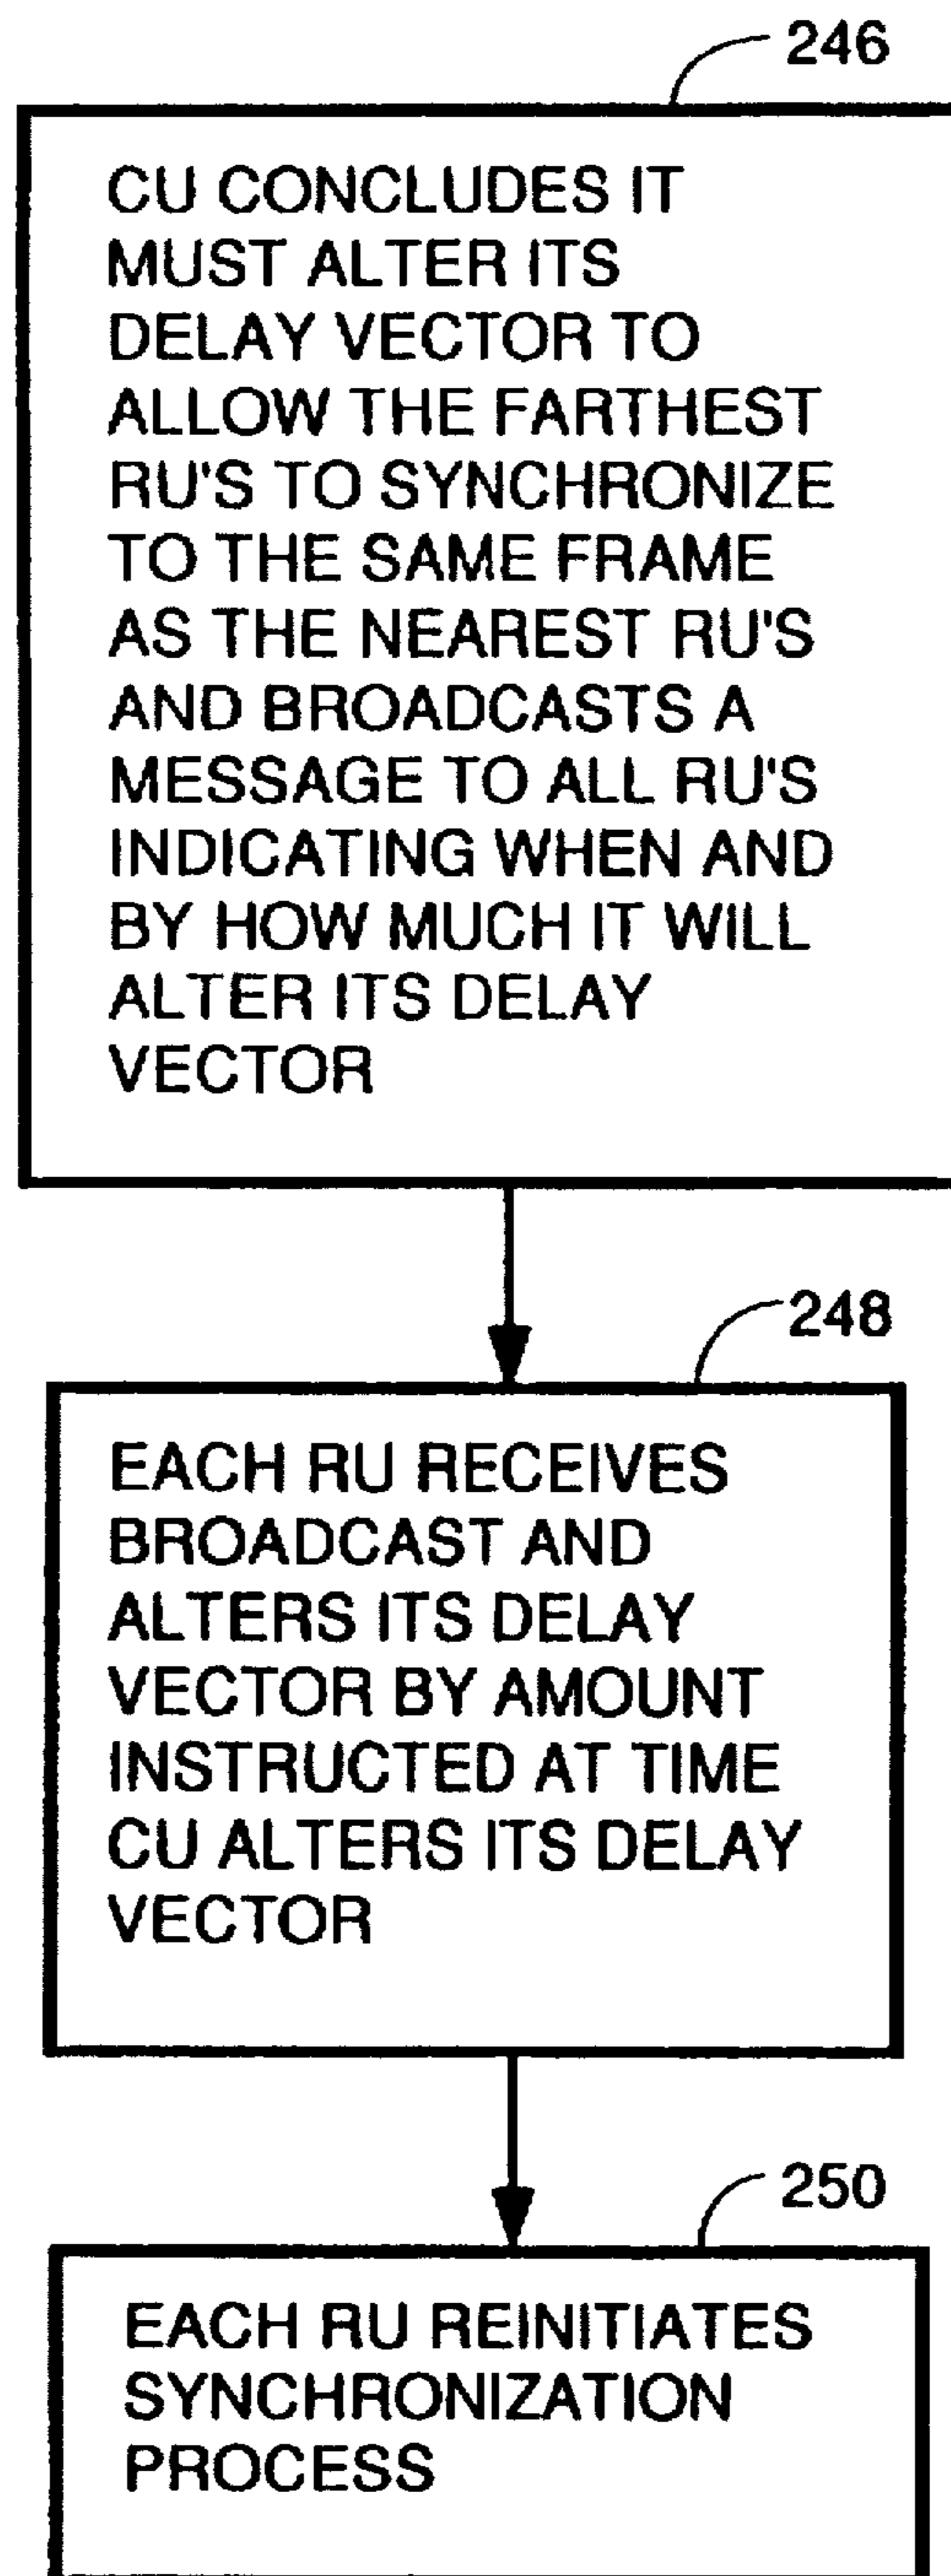 246
CU CONCLUDES IT
MUST ALTER ITS
DELAY VECTOR TO
ALLOW THE FARTHEST
RU'S TO SYNCHRONIZE
TO THE SAME FRAME
AS THE NEAREST RU'S
AND BROADCASTS A
MESSAGE TO ALL RU'S
INDICATING WHEN AND
BY HOW MUCH IT WILL
ALTER ITS DELAY
VECTOR
248
EACH RU RECEIVES
BROADCAST AND
ALTERS ITS DELAY
VECTOR BY AMOUNT
INSTRUCTED AT TIME
CU ALTERS ITS DELAY
VECTOR
250
EACH RU REINITIATES
SYNCHRONIZATION
PROCESS